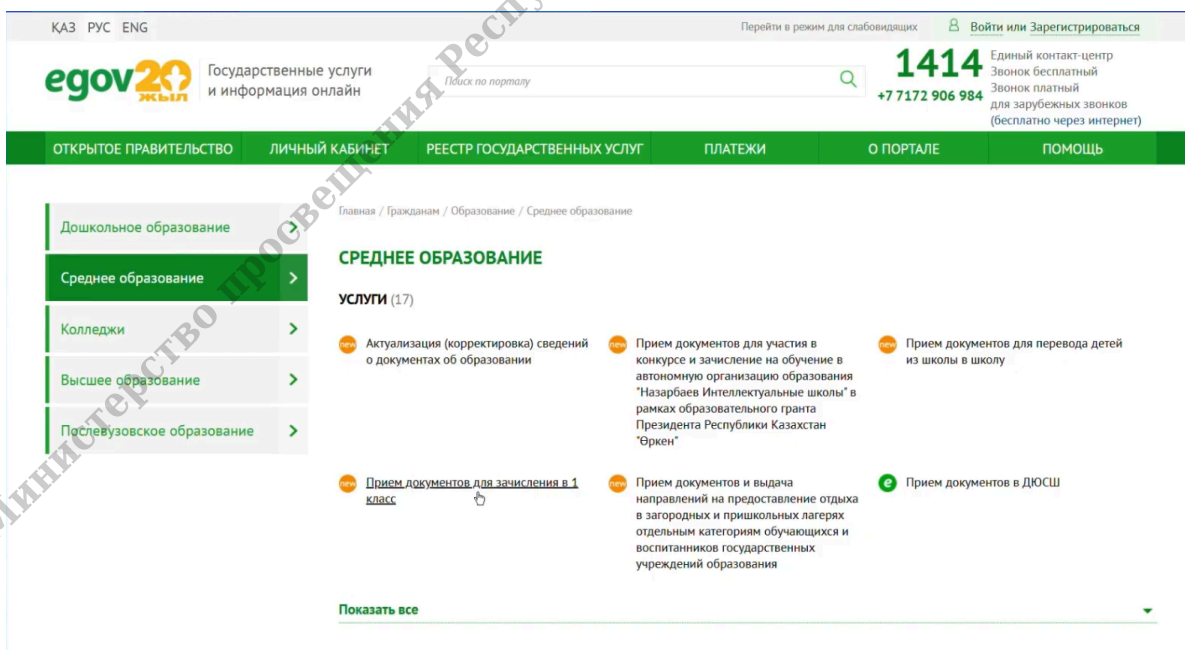 ҚАЗ РУС ENG
Перейти в режим для слабовидящих
Войти или Зарегистрироваться
egov 20 жыл
Государственные услуги
и информация онлайн
Поиск по порталу
1414
+7 7172 906 984
Единый контакт-центр
Звонок бесплатный
Звонок платный
для зарубежных звонков
(бесплатно через интернет)
ОТКРЫТОЕ ПРАВИТЕЛЬСТВО ЛИЧНЫЙ КАБИНЕТ РЕЕСТР ГОСУДАРСТВЕННЫХ УСЛУГ ПЛАТЕЖИ О ПОРТАЛЕ ПОМОЩЬ
Дошкольное образование
Среднее образование
Колледжи
Высшее образование
Послевузовское образование
Главная / Гражданам / Образование / Среднее образование
СРЕДНЕЕ ОБРАЗОВАНИЕ
УСЛУГИ (17)
new
Актуализация (корректировка) сведений
о документах об образовании
new
Прием документов для участия в
конкурсе и зачисление на обучение в
автономную организацию образования
"Назарбаев Интеллектуальные школы" в
рамках образовательного гранта
Президента Республики Казахстан
"Өркен"
new
Прием документов для перевода детей
из школы в школу
new
Прием документов для зачисления в 1
класс
new
Прием документов и выдача
направлений на предоставление отдыха
в загородных и пришкольных лагерях
отдельным категориям обучающихся и
воспитанников государственных
учреждений образования
e
Прием документов в ДЮСШ
Показать все
Министерство просвещения